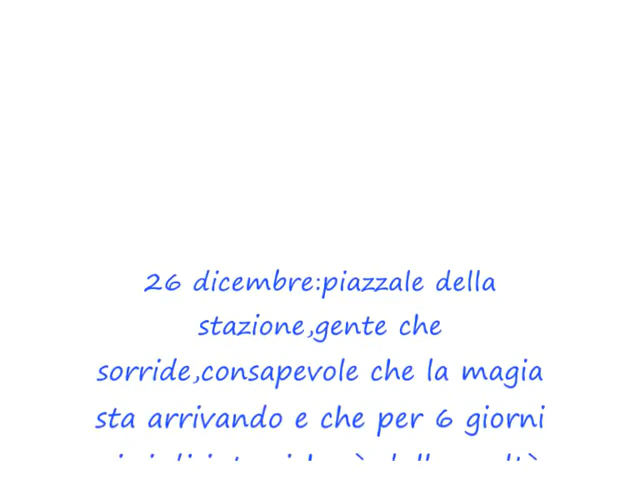 26 dicembre:piazzale della
stazione,gente che
sorride,consapevole che la magia
sta arrivando e che per 6 giorni